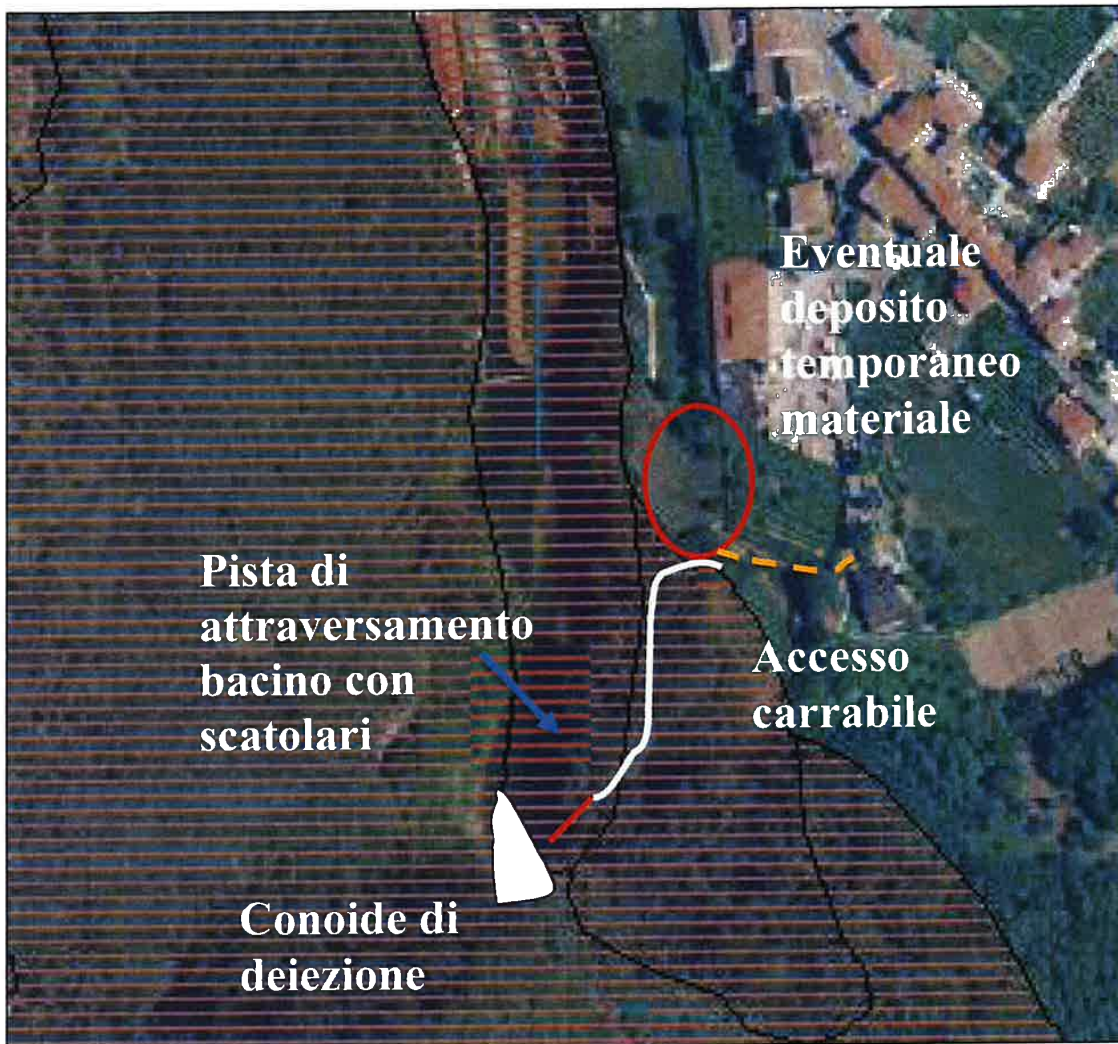 Eventuale
deposito
temporaneo
materiale
Pista di
attraversamento
bacino con
scatolari
Accesso
carrabile
Conoide di
deiezione